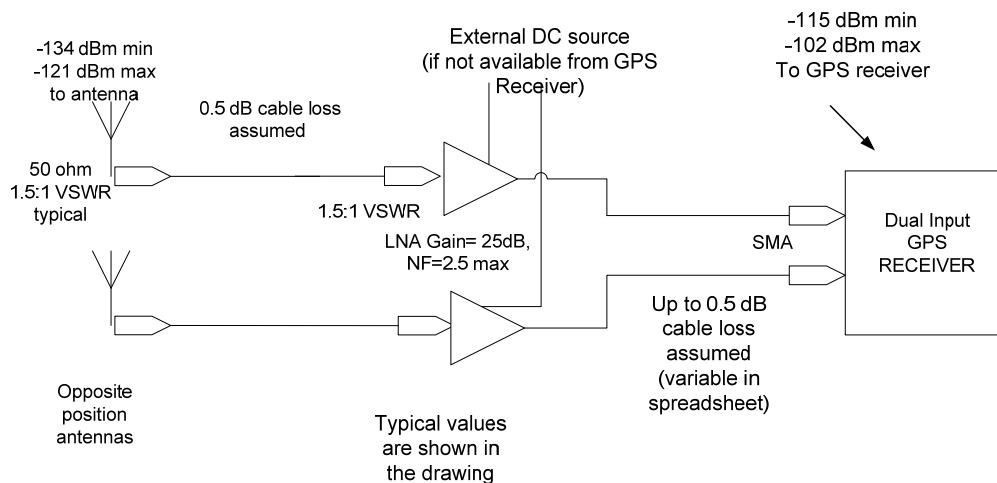 -134 dBm min
-121 dBm max
to antenna
0.5 dB cable loss
assumed
External DC source
(if not available from GPS
Receiver)
-115 dBm min
-102 dBm max
To GPS receiver
50 ohm
1.5:1 VSWR
typical
1.5:1 VSWR
LNA Gain= 25dB,
NF=2.5 max
SMA
Dual Input
GPS
RECEIVER
Up to 0.5 dB
cable loss
assumed
(variable in
spreadsheet)
Opposite
position
antennas
Typical values
are shown in
the drawing